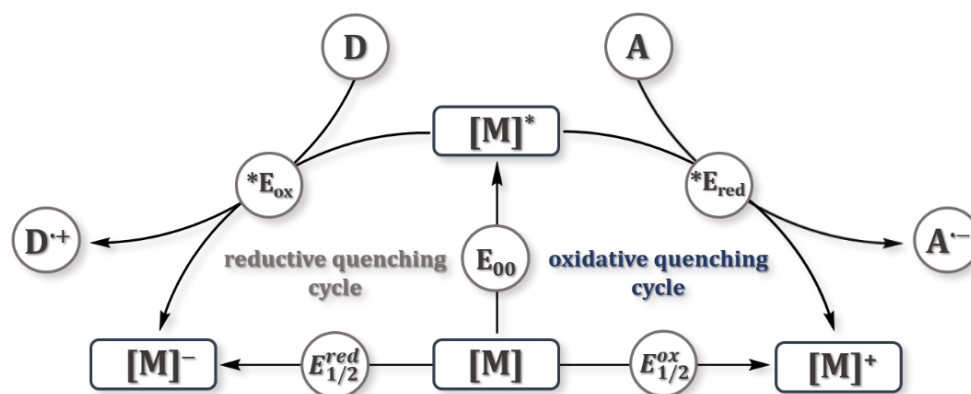 D
A
[M]*
*Eox
*Ered
D·+
A·−
reductive quenching
cycle
E00
oxidative quenching
cycle
[M]−
E1/2red
[M]
E1/2ox
[M]+